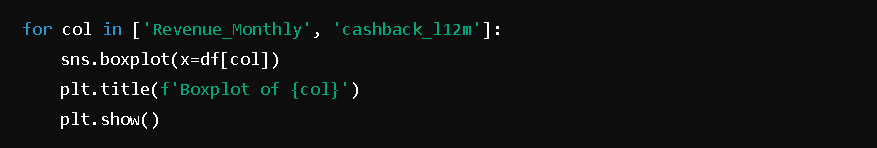 for col in ['Revenue_Monthly', 'cashback_l12m']:
    sns.boxplot(x=df[col])
    plt.title(f'Boxplot of {col}')
    plt.show()